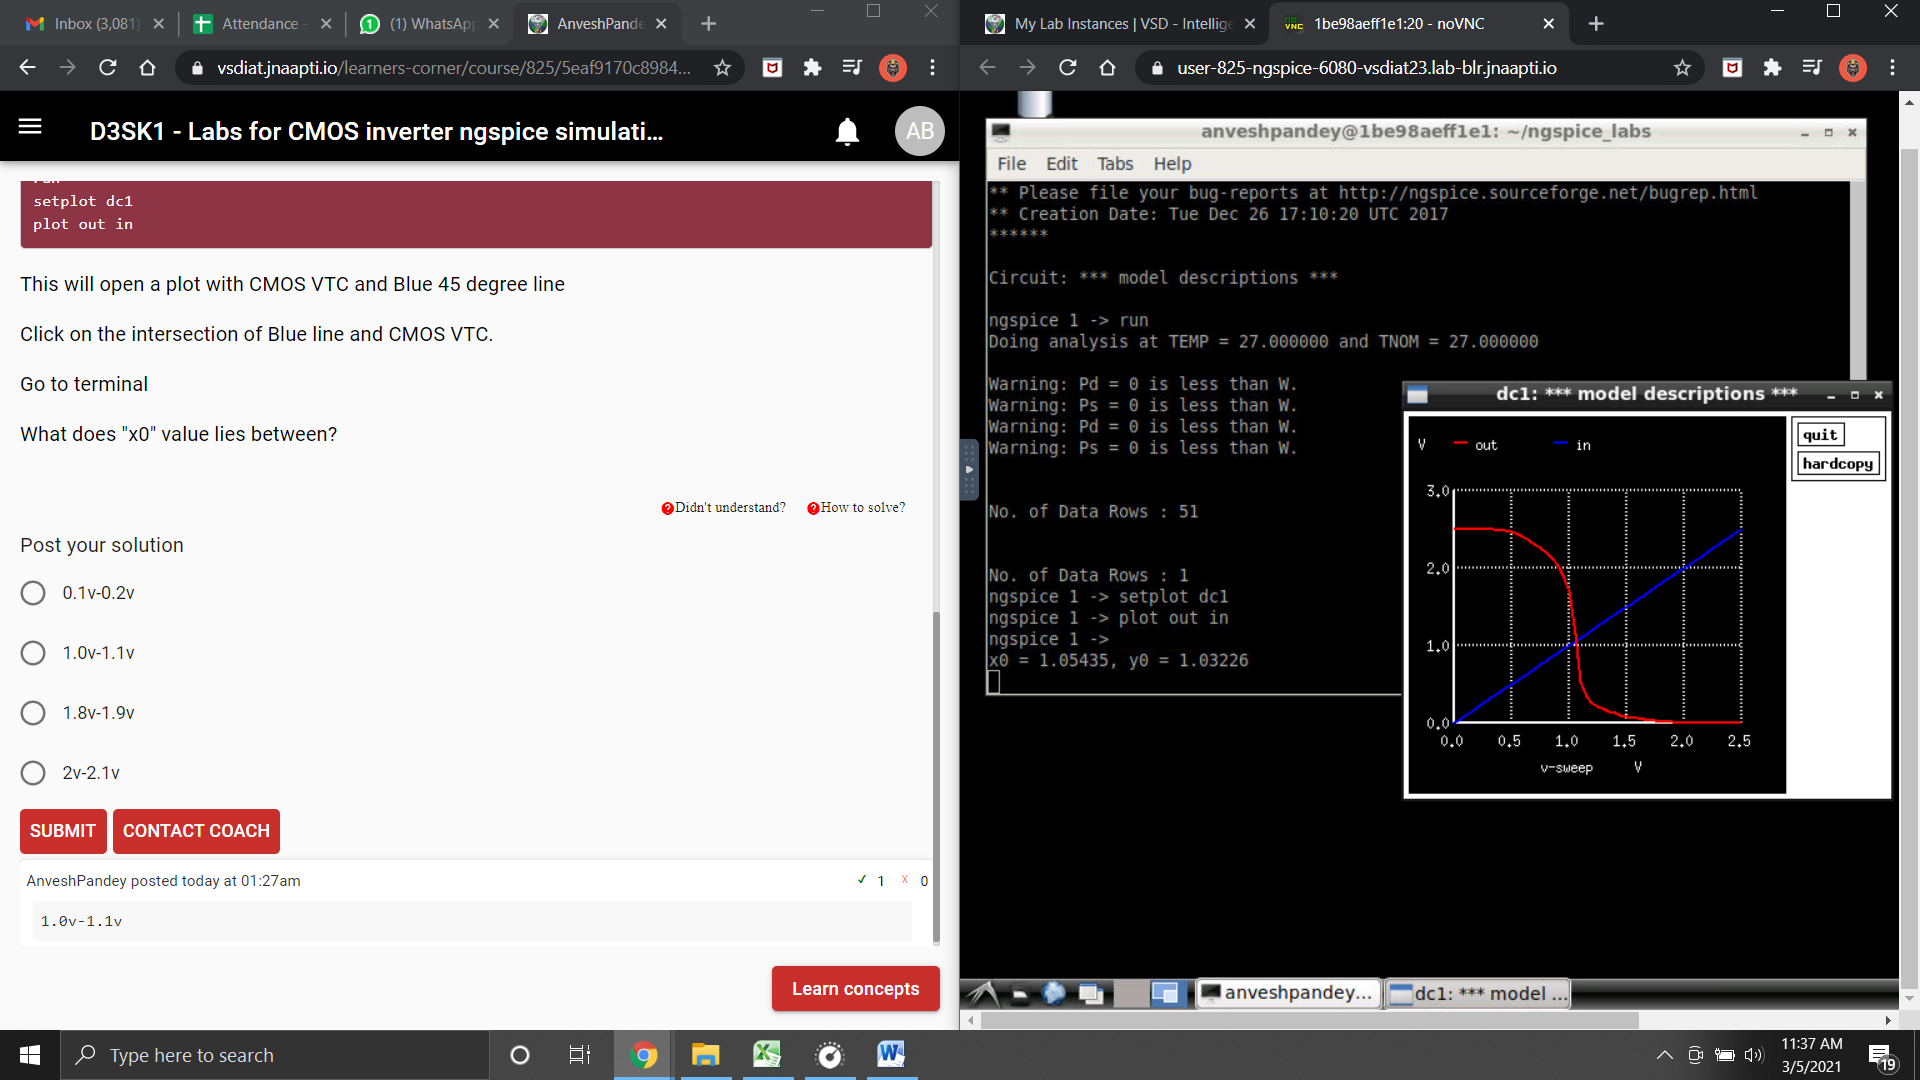 Inbox (3,081)
Attendance -
(1) WhatsApp
AnveshPande
My Lab Instances | VSD - Intellige
VNC
1be98aeff1e1:20 - noVNC
vsdiat.jnaapti.io/learners-corner/course/825/5eaf9170c8984...
user-825-ngspice-6080-vsdiat23.lab-blr.jnaapti.io
D3SK1 - Labs for CMOS inverter ngspice simulati...
AB
run
setplot dc1
plot out in
This will open a plot with CMOS VTC and Blue 45 degree line
Click on the intersection of Blue line and CMOS VTC.
Go to terminal
What does "x0" value lies between?
?Didn't understand?
?How to solve?
Post your solution
0.1v-0.2v
1.0v-1.1v
1.8v-1.9v
2v-2.1v
SUBMIT
CONTACT COACH
AnveshPandey posted today at 01:27am
✓ 1 x 0
1.0v-1.1v
Learn concepts
anveshpandey@1be98aeff1e1: ~/ngspice_labs
File Edit Tabs Help
** Please file your bug-reports at http://ngspice.sourceforge.net/bugrep.html
** Creation Date: Tue Dec 26 17:10:20 UTC 2017
******
Circuit: *** model descriptions ***
ngspice 1 -> run
Doing analysis at TEMP = 27.000000 and TNOM = 27.000000
Warning: Pd = 0 is less than W.
Warning: Ps = 0 is less than W.
Warning: Pd = 0 is less than W.
Warning: Ps = 0 is less than W.
No. of Data Rows : 51
No. of Data Rows : 1
ngspice 1 -> setplot dc1
ngspice 1 -> plot out in
ngspice 1 ->
x0 = 1.05435, y0 = 1.03226
dc1: *** model descriptions ***
quit
hardcopy
V
out
in
3.0
2.0
1.0
0.0
0.0 0.5 1.0 1.5 2.0 2.5
v-sweep V
anveshpandey...
dc1: *** model ...
Type here to search
11:37 AM
3/5/2021
19